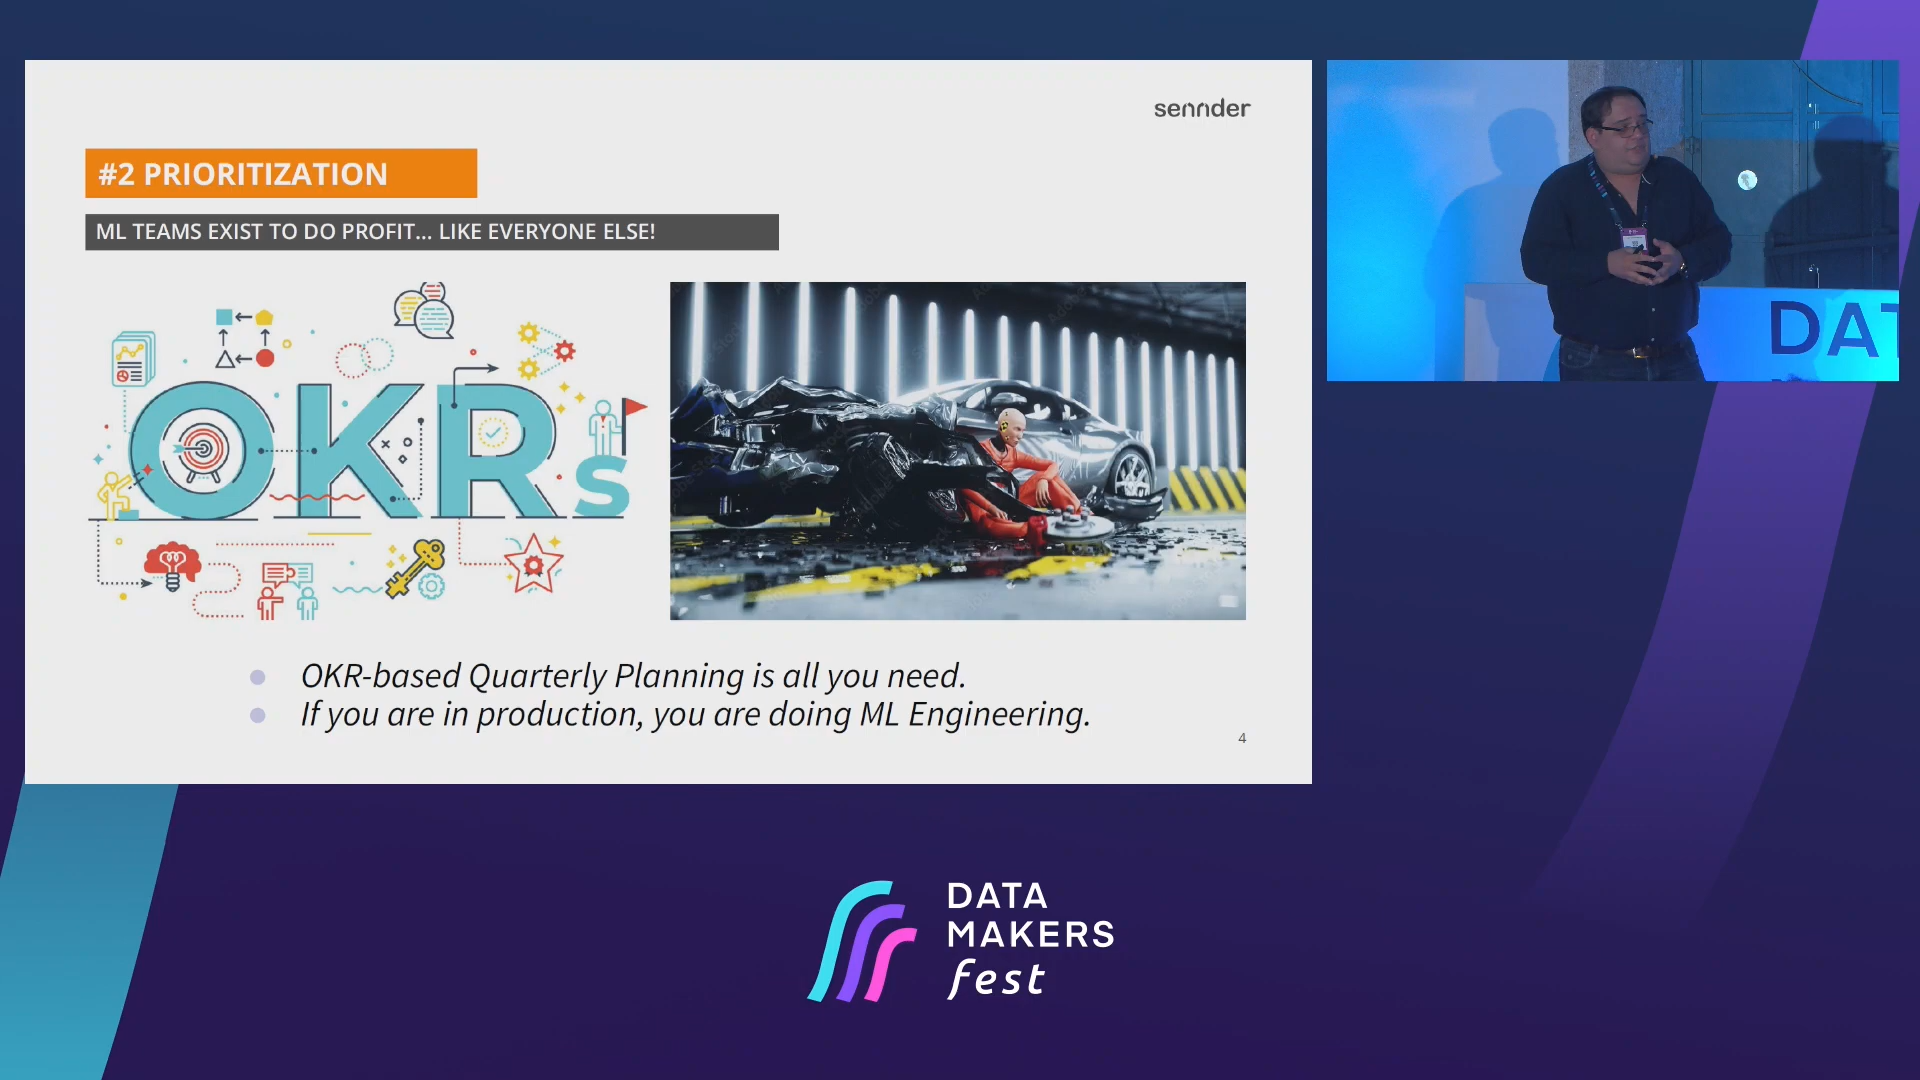 sennder
#2 PRIORITIZATION
ML TEAMS EXIST TO DO PROFIT... LIKE EVERYONE ELSE!
OKRs
OKR-based Quarterly Planning is all you need.
If you are in production, you are doing ML Engineering.
4
DAT
DATA
MAKERS
fest